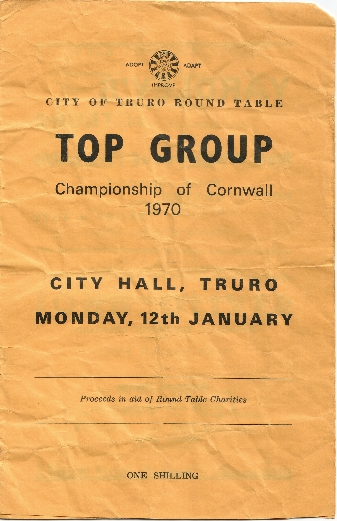 ADOPT ADAPT
IMPROVE
CITY OF TRURO ROUND TABLE
TOP GROUP
Championship of Cornwall
1970
CITY HALL, TRURO
MONDAY, 12th JANUARY
Proceeds in aid of Round Table Charities
ONE SHILLING